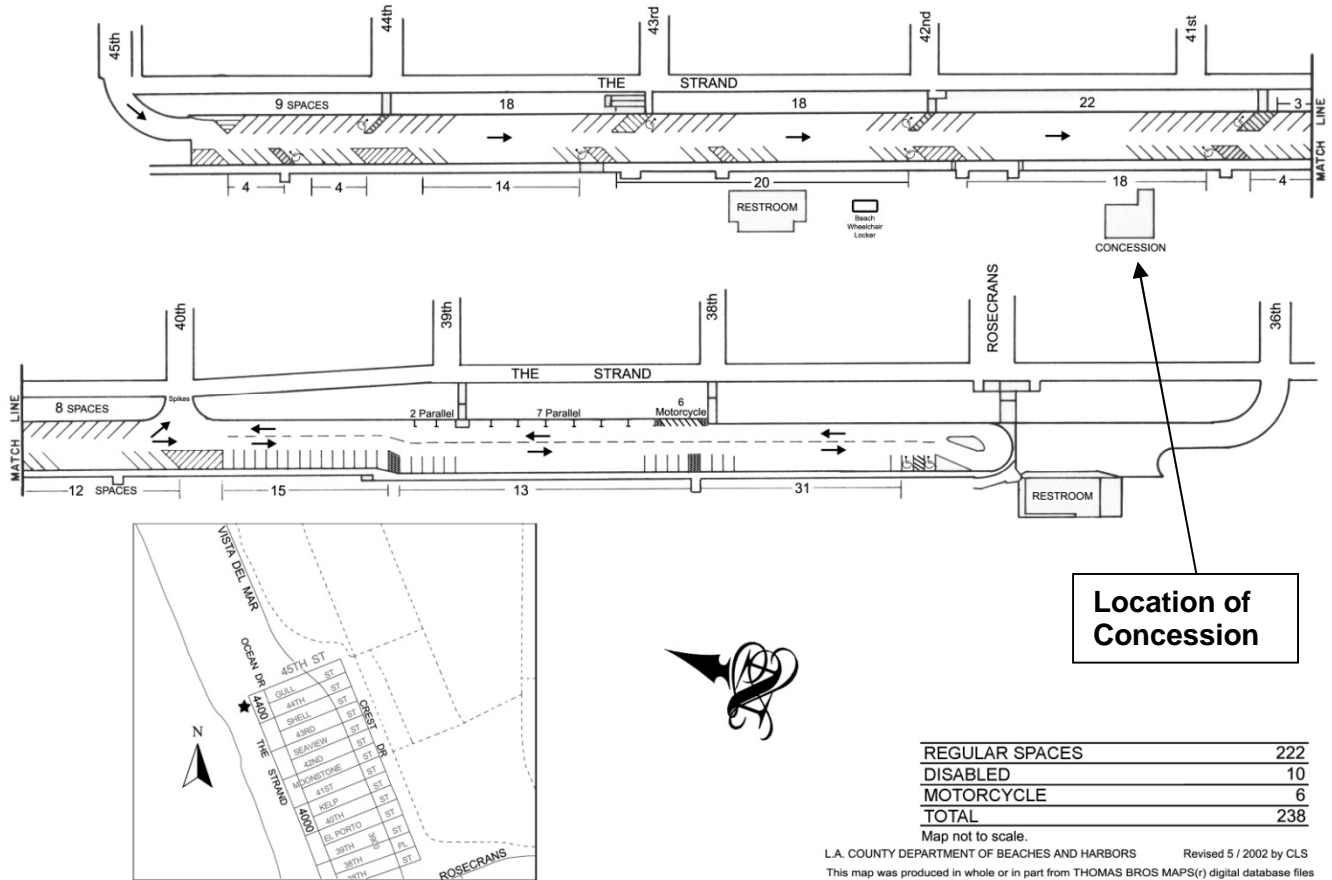 45th
44th
43rd
42nd
41st
THE STRAND
9 SPACES
18
18
22
3
MATCH LINE
4
4
14
20
18
4
RESTROOM
Beach
Wheelchair
Locker
CONCESSION
40th
39th
38th
ROSECRANS
36th
THE STRAND
MATCH LINE
8 SPACES
Spikes
2 Parallel
7 Parallel
6
Motorcycle
12 SPACES
15
13
31
RESTROOM
Location of
Concession
VISTA DEL MAR
OCEAN DR
45TH ST
4400
GULL ST
44TH ST
SHELL ST
43RD ST
SEAVIEW ST
42ND ST
MOONSTONE ST
41ST ST
KELP ST
40TH ST
EL PORTO ST
39TH PL
38TH ST
CREST DR
THE STRAND
4000
3900
ROSECRANS
N
REGULAR SPACES 222
DISABLED 10
MOTORCYCLE 6
TOTAL 238
Map not to scale.
L.A. COUNTY DEPARTMENT OF BEACHES AND HARBORS Revised 5 / 2002 by CLS
This map was produced in whole or in part from THOMAS BROS MAPS(r) digital database files